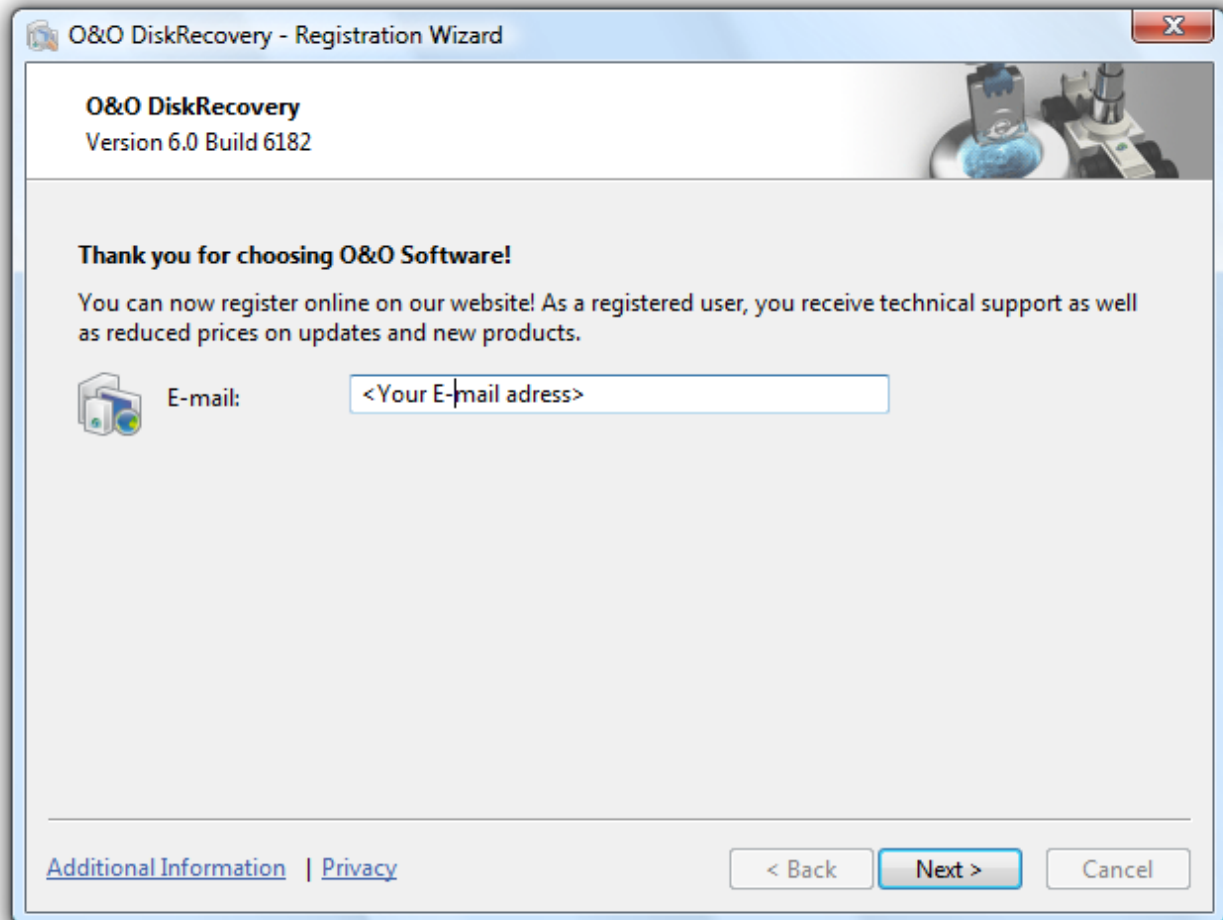 O&O DiskRecovery - Registration Wizard
X
O&O DiskRecovery
Version 6.0 Build 6182
Thank you for choosing O&O Software!
You can now register online on our website! As a registered user, you receive technical support as well
as reduced prices on updates and new products.
E-mail: <Your E-mail adress>
Additional Information | Privacy < Back Next > Cancel